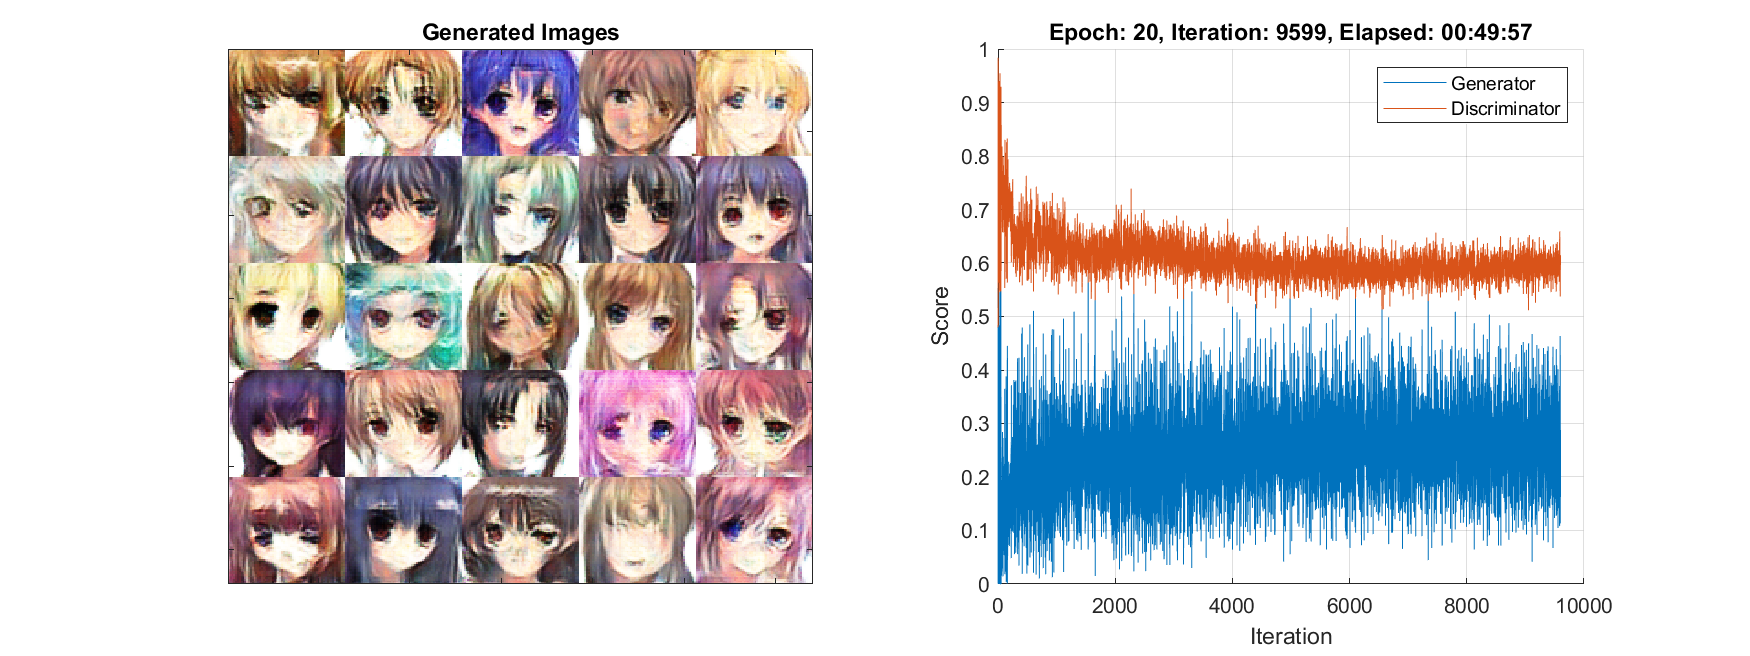 Generated Images
Epoch: 20, Iteration: 9599, Elapsed: 00:49:57
Generator
Discriminator
1
0.9
0.8
0.7
0.6
0.5
0.4
0.3
0.2
0.1
0
Score
0 2000 4000 6000 8000 10000
Iteration